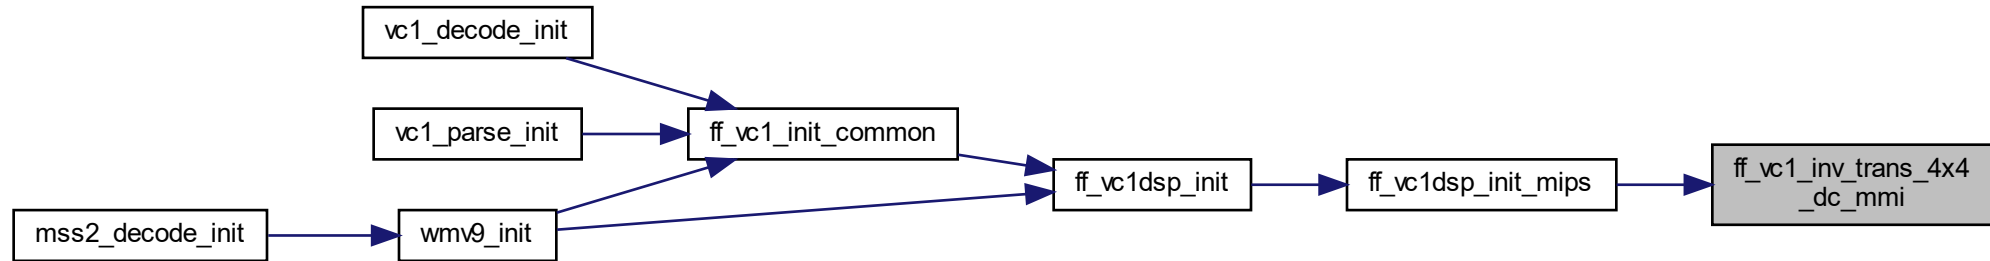 vc1_decode_init
vc1_parse_init
ff_vc1_init_common
ff_vc1dsp_init
ff_vc1dsp_init_mips
ff_vc1_inv_trans_4x4
_dc_mmi
mss2_decode_init
wmv9_init